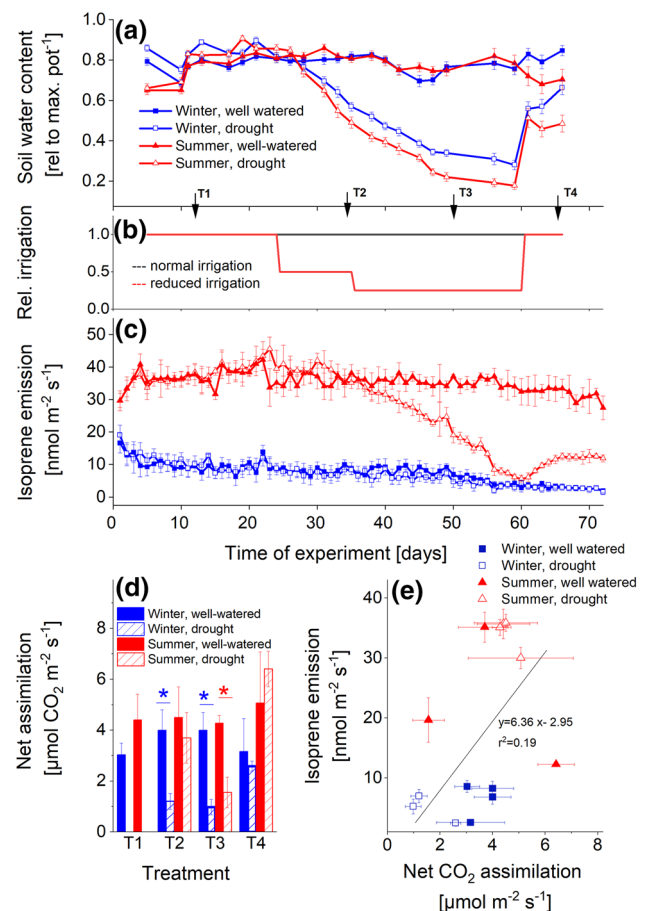 (a)
Soil water content
[rel to max. pot⁻¹]
1.0
0.8
0.6
0.4
0.2
Winter, well watered
Winter, drought
Summer, well-watered
Summer, drought
T1
T2
T3
T4
(b)
Rel. irrigation
1.0
0.5
0.0
normal irrigation
reduced irrigation
(c)
Isoprene emission
[nmol m⁻² s⁻¹]
50
40
30
20
10
0
0 10 20 30 40 50 60 70
Time of experiment [days]
(d)
Net assimilation
[µmol CO₂ m⁻² s⁻¹]
8
6
4
2
0
Winter, well-watered
Winter, drought
Summer, well-watered
Summer, drought
*
*
*
T1 T2 T3 T4
Treatment
Winter, well watered
Winter, drought
Summer, well watered
Summer, drought
(e)
Isoprene emission
[nmol m⁻² s⁻¹]
40
30
20
10
y=6.36 x- 2.95
r²=0.19
0 2 4 6 8
Net CO₂ assimilation
[µmol m⁻² s⁻¹]